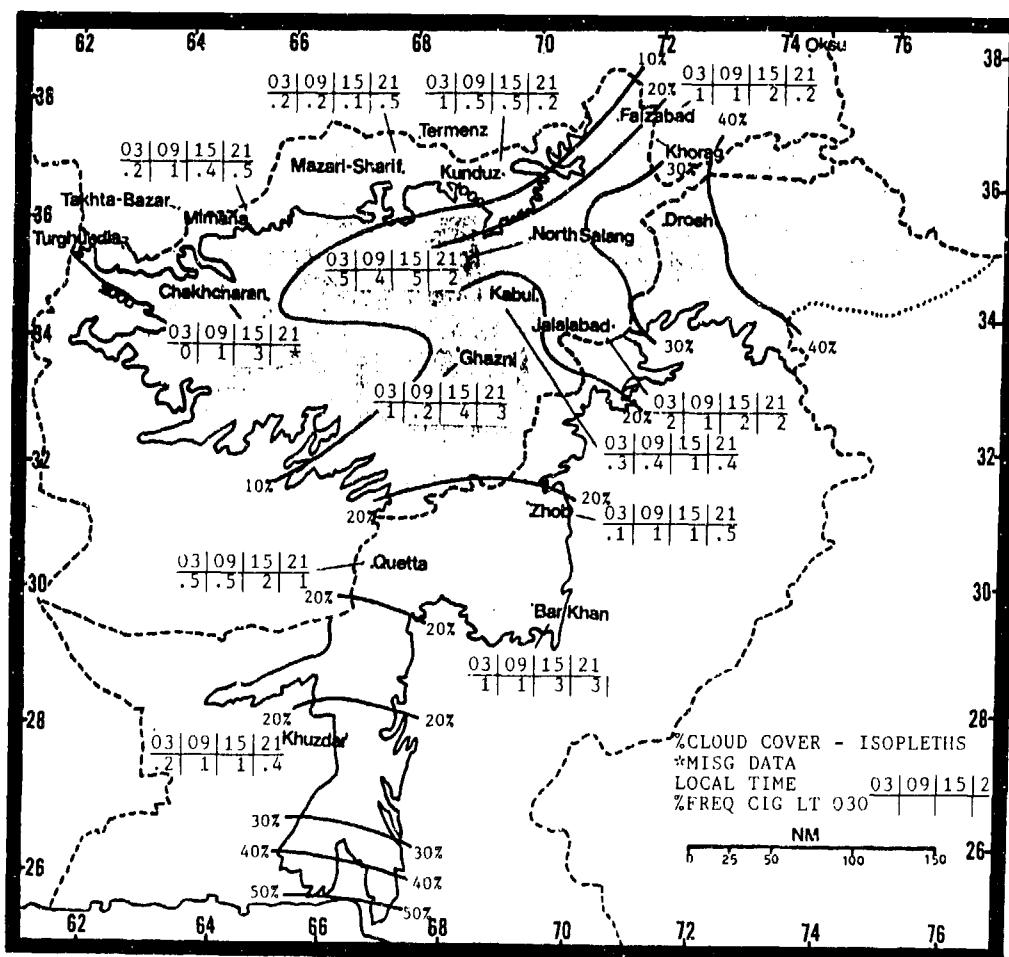 62 64 66 68 70 72 74 76 78
38
10%
Oksu
38
03|09|15|21
.2|.2|.1|.5
03|09|15|21
1|.5|.5|.2
20%
03|09|15|21
1|1|2|.2
Termenz
Faizabad
40%
03|09|15|21
.2|1|.4|.5
Mazari-Sharif.
Kunduz
Khorag
30%
36
Takhta-Bazar
Drosh
36
North Salang
03|09|15|21
.5|4|5|2
*
Chakhcharan.
Kabul.
34
03|09|15|21
0|1|3|*
Jalalabad
34
30%
40%
Ghazni
03|09|15|21
1|.2|4|3
20%
03|09|15|21
2|1|2|2
03|09|15|21
.3|.4|1|.4
32
10%
32
20%
20%
Zhob
03|09|15|21
.1|1|1|.5
Quetta
03|09|15|21
.5|.5|2|1
30
20%
30
20%
Bar Khan
03|09|15|21
1|1|3|3
28
20%
20%
28
Khuzdar
03|09|15|21
.2|1|1|.4
%CLOUD COVER - ISOPLETHS
*MISG DATA
LOCAL TIME 03|09|15|2
%FREQ CIG LT 030
30%
30%
NM
0 25 50 100 150
26
40%
40%
26
50%
50%
62 64 66 68 70 72 74 76